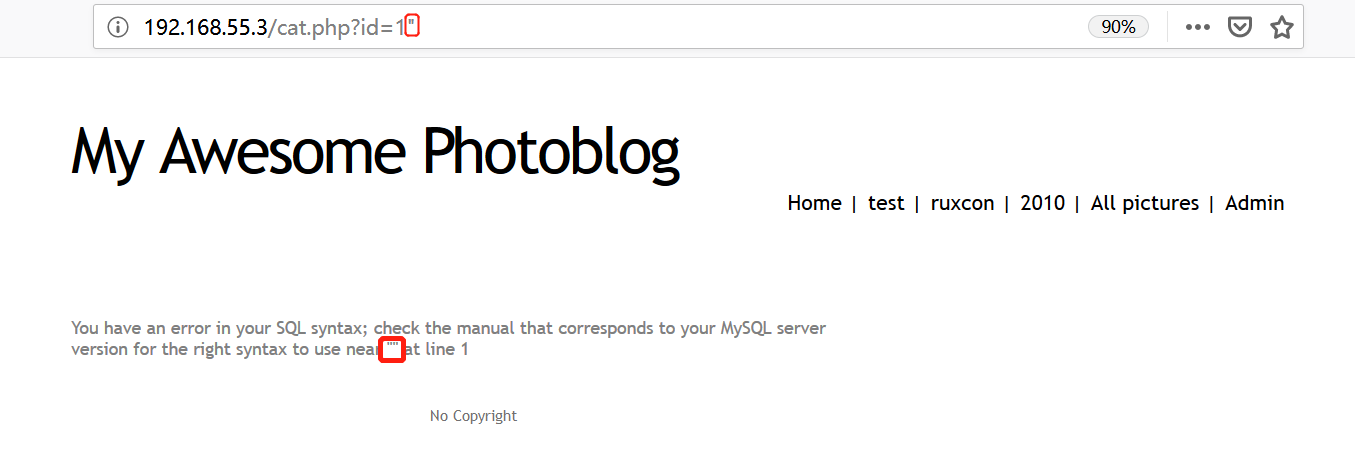 192.168.55.3/cat.php?id=1"
90%
My Awesome Photoblog
Home | test | ruxcon | 2010 | All pictures | Admin
You have an error in your SQL syntax; check the manual that corresponds to your MySQL server
version for the right syntax to use near '"' at line 1
No Copyright